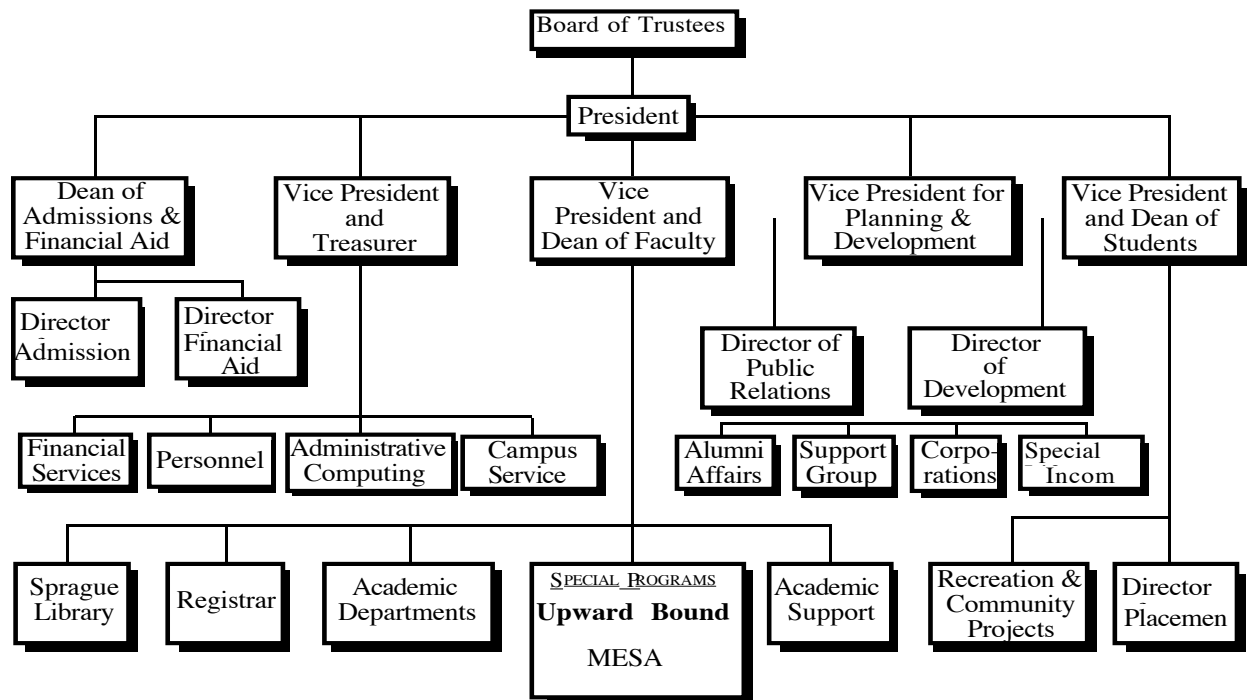 Board of Trustees
President
Dean of
Admissions &
Financial Aid
Vice President
and
Treasurer
Vice
President and
Dean of Faculty
Vice President for
Planning &
Development
Vice President
and Dean of
Students
Director
Admission
Director
Financial
Aid
Director of
Public
Relations
Director
of
Development
Financial
Services
Personnel
Administrative
Computing
Campus
Service
Alumni
Affairs
Support
Group
Corpo-
rations
Special
Incom
Sprague
Library
Registrar
Academic
Departments
SPECIAL PROGRAMS
Upward Bound
MESA
Academic
Support
Recreation &
Community
Projects
Director
Placemen